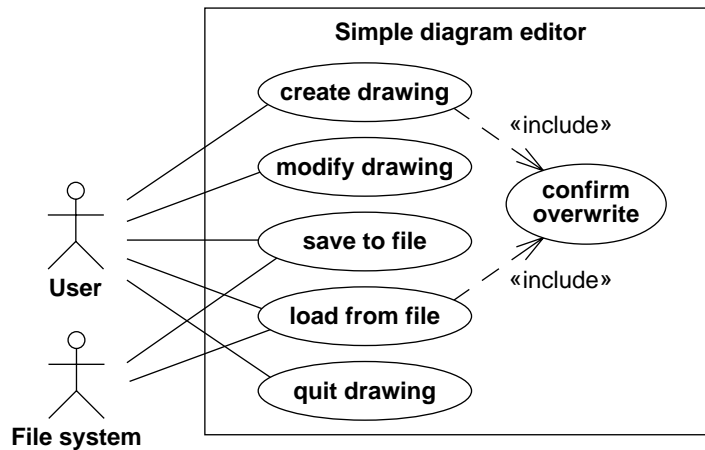 Simple diagram editor
create drawing
«include»
modify drawing
confirm
overwrite
save to file
User
«include»
load from file
quit drawing
File system